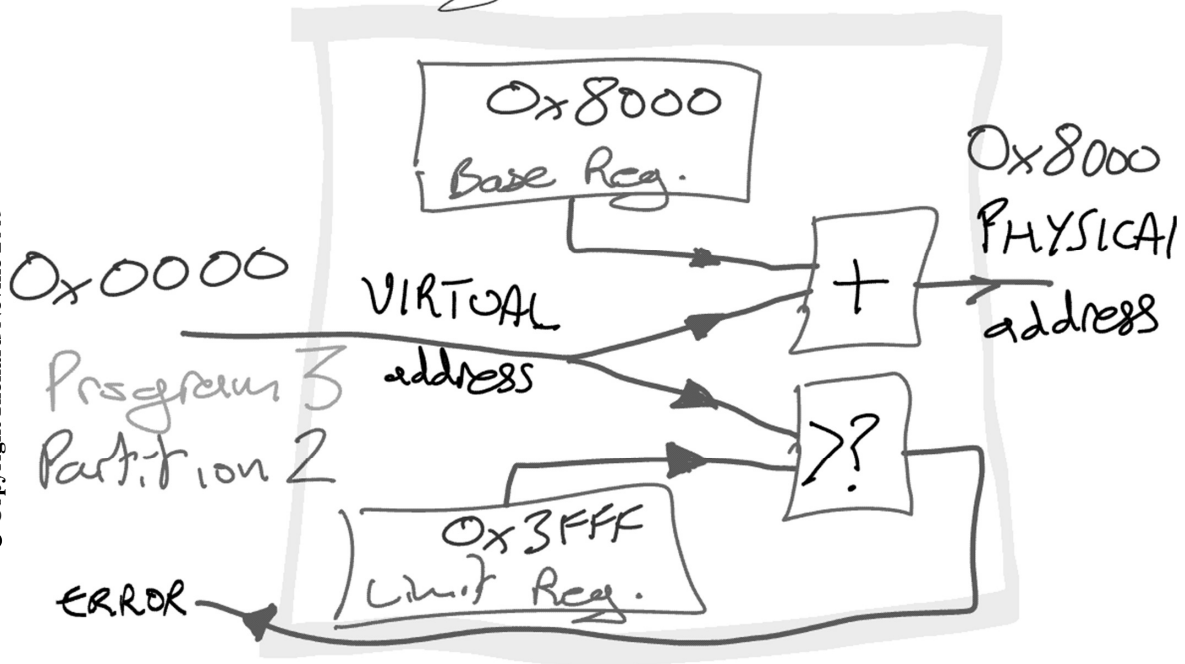 0x8000
Base Reg.
0x8000
PHYSICAL
address
+
0x0000
VIRTUAL
address
Program 3
Partition 2
>?
0x3FFF
Limit Reg.
ERROR